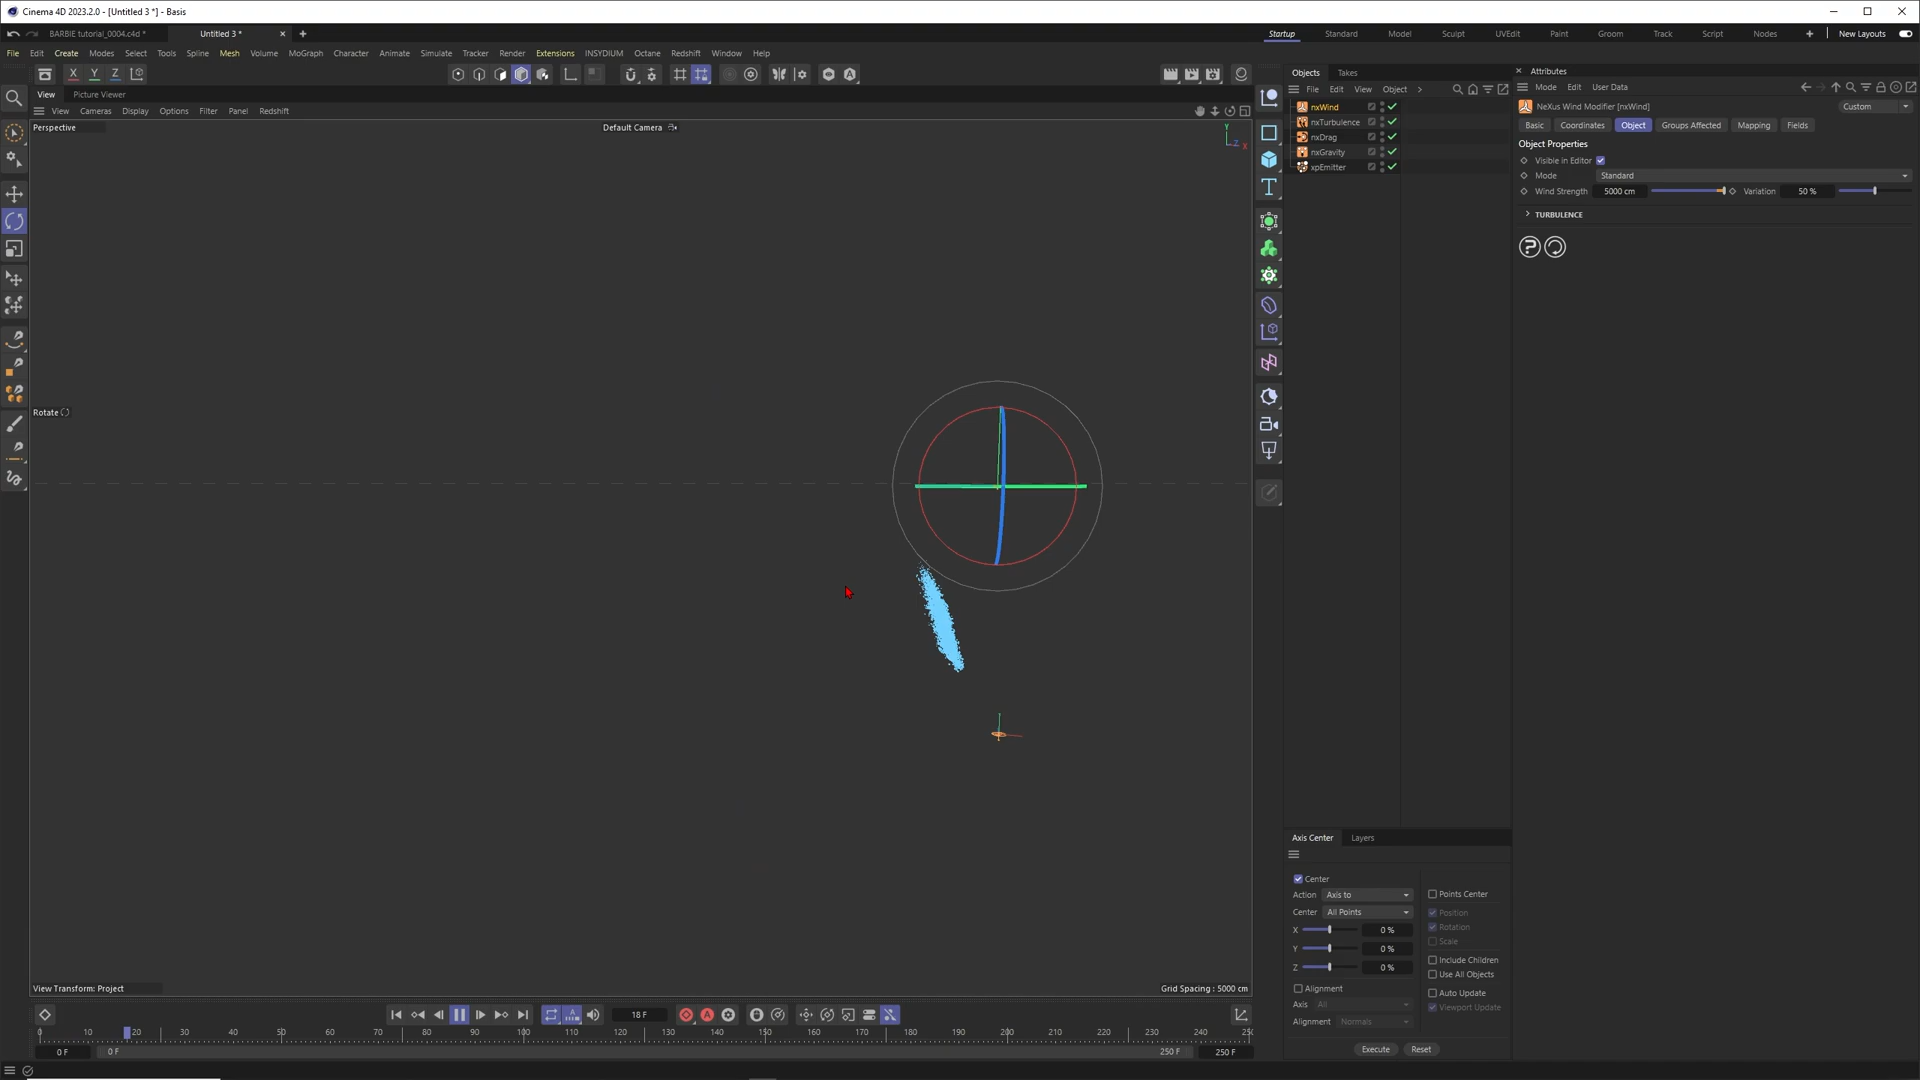 Cinema 4D 2023.2.0 - [Untitled 3 *] - Basis
BARBIE tutorial_0004.c4d *
Untitled 3 *
Startup Standard Model Sculpt UVEdit Paint Groom Track Script Nodes New Layouts
File Edit Create Modes Select Tools Spline Mesh Volume MoGraph Character Animate Simulate Tracker Render Extensions INSYDIUM Octane Redshift Window Help
View Picture Viewer
View Cameras Display Options Filter Panel Redshift
Perspective
Default Camera
Y
Z
X
Rotate
View Transform: Project
Grid Spacing : 5000 cm
Objects Takes
File Edit View Object
nxWind
nxTurbulence
nxDrag
nxGravity
xpEmitter
Attributes
Mode Edit User Data
NeXus Wind Modifier [nxWind]
Custom
Basic Coordinates Object Groups Affected Mapping Fields
Object Properties
Visible in Editor
Mode Standard
Wind Strength 5000 cm Variation 50 %
TURBULENCE
Axis Center Layers
Center
Action Axis to
Center All Points
X 0 %
Y 0 %
Z 0 %
Points Center
Position
Rotation
Scale
Include Children
Use All Objects
Auto Update
Viewport Update
Alignment
Axis All
Alignment Normals
Execute Reset
18 F
0 10 20 30 40 50 60 70 80 90 100 110 120 130 140 150 160 170 180 190 200 210 220 230 240
0 F 0 F 250 F 250 F